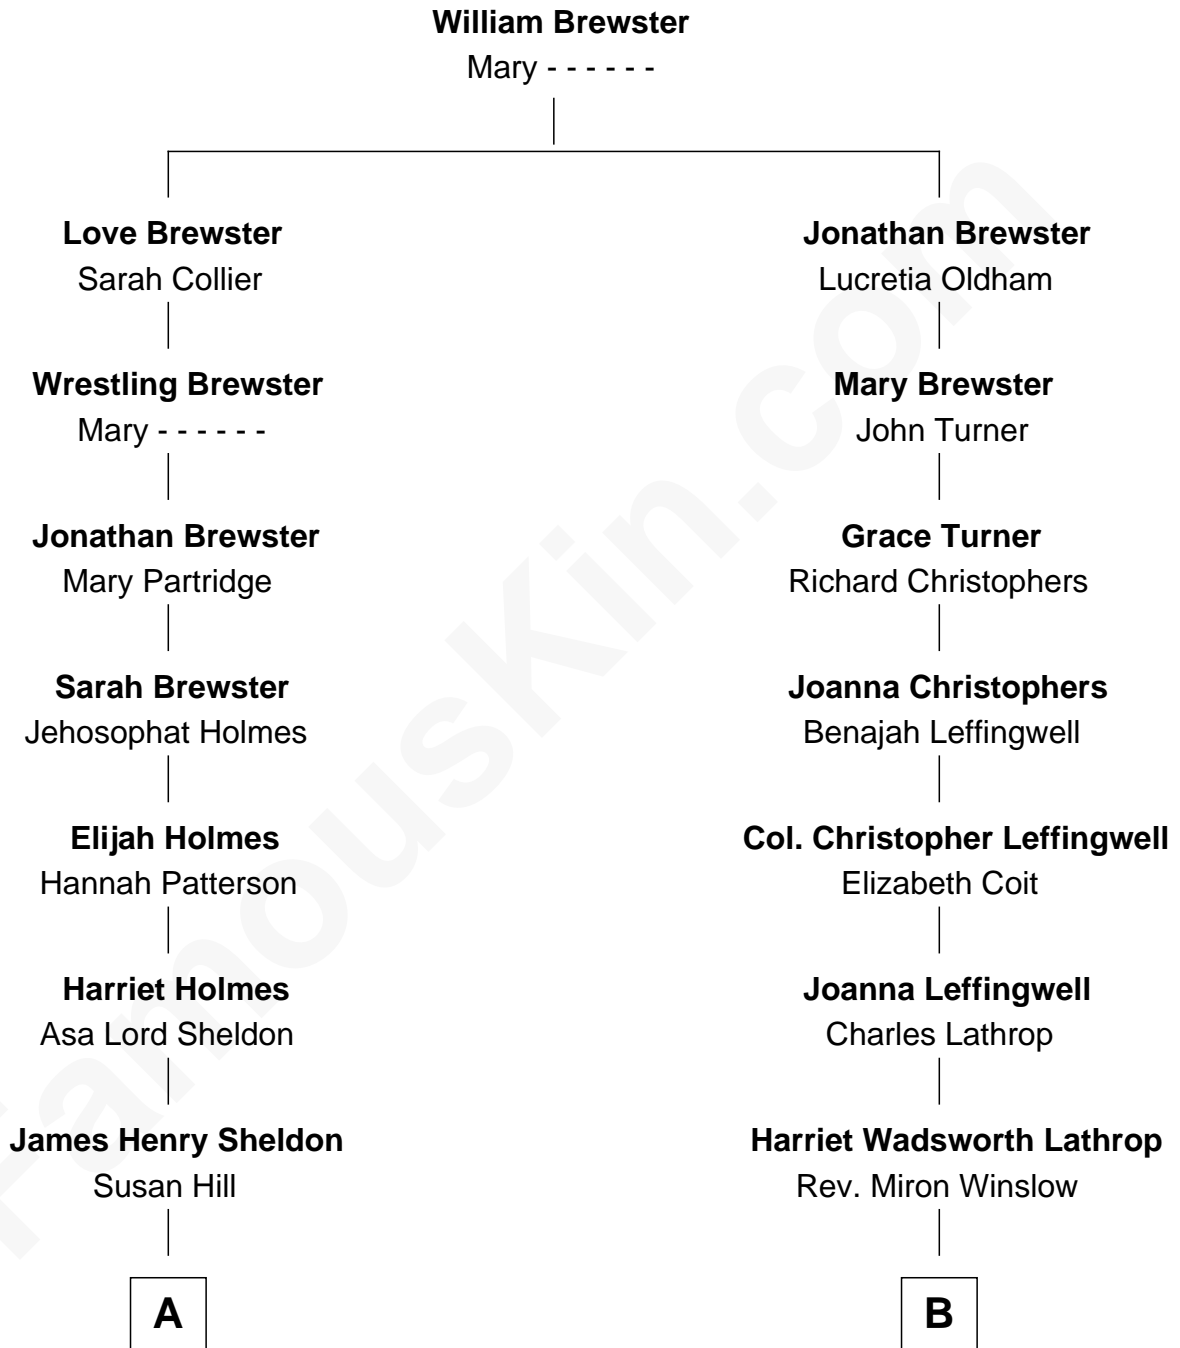 William Brewster
Mary - - - - - -
Love Brewster
Sarah Collier
Wrestling Brewster
Mary - - - - - -
Jonathan Brewster
Mary Partridge
Sarah Brewster
Jehosophat Holmes
Elijah Holmes
Hannah Patterson
Harriet Holmes
Asa Lord Sheldon
James Henry Sheldon
Susan Hill
A
Jonathan Brewster
Lucretia Oldham
Mary Brewster
John Turner
Grace Turner
Richard Christophers
Joanna Christophers
Benajah Leffingwell
Col. Christopher Leffingwell
Elizabeth Coit
Joanna Leffingwell
Charles Lathrop
Harriet Wadsworth Lathrop
Rev. Miron Winslow
B
FamousKin.com